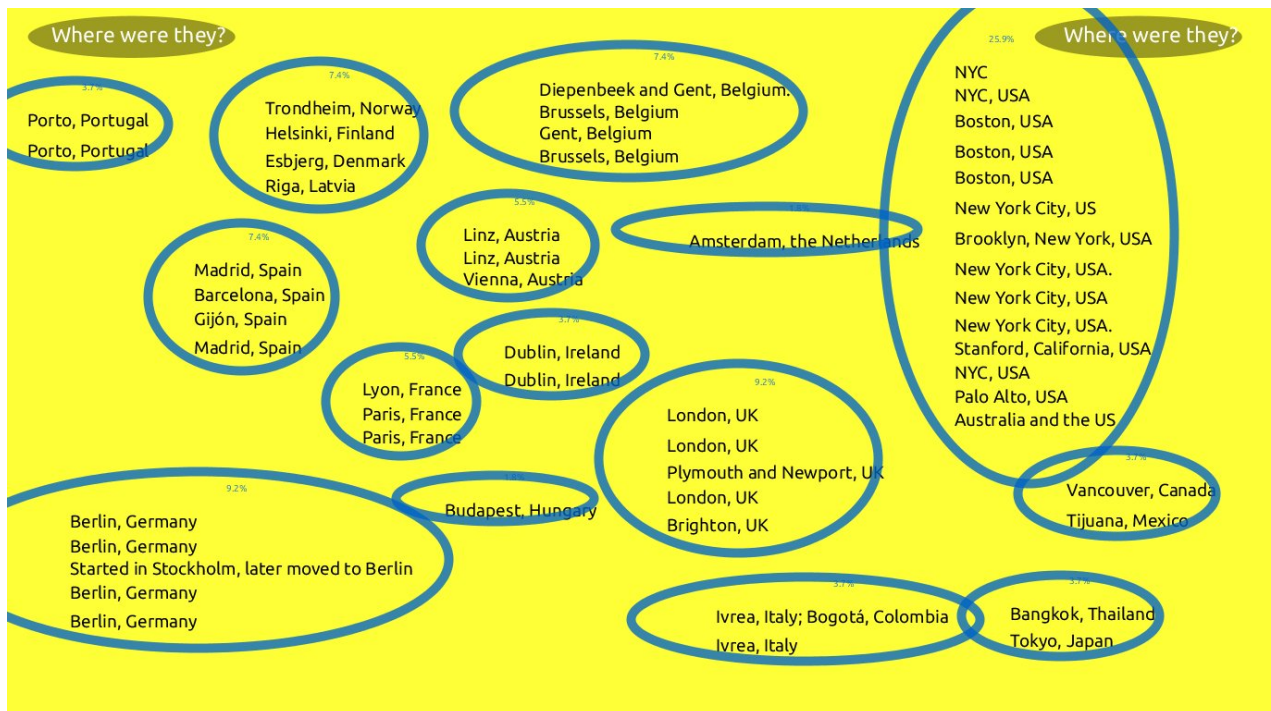 Where were they?
Where were they?
3.7%
Porto, Portugal
Porto, Portugal
7.4%
Trondheim, Norway
Helsinki, Finland
Esbjerg, Denmark
Riga, Latvia
7.4%
Diepenbeek and Gent, Belgium.
Brussels, Belgium
Gent, Belgium
Brussels, Belgium
25.9%
NYC
NYC, USA
Boston, USA
Boston, USA
Boston, USA
New York City, US
Brooklyn, New York, USA
New York City, USA.
New York City, USA
New York City, USA.
Stanford, California, USA
NYC, USA
Palo Alto, USA
Australia and the US
7.4%
Madrid, Spain
Barcelona, Spain
Gijón, Spain
Madrid, Spain
5.5%
Linz, Austria
Linz, Austria
Vienna, Austria
1.8%
Amsterdam, the Netherlands
3.7%
Dublin, Ireland
Dublin, Ireland
5.5%
Lyon, France
Paris, France
Paris, France
9.2%
London, UK
London, UK
Plymouth and Newport, UK
London, UK
Brighton, UK
3.7%
Vancouver, Canada
Tijuana, Mexico
9.2%
Berlin, Germany
Berlin, Germany
Started in Stockholm, later moved to Berlin
Berlin, Germany
Berlin, Germany
1.8%
Budapest, Hungary
3.7%
Ivrea, Italy; Bogotá, Colombia
Ivrea, Italy
3.7%
Bangkok, Thailand
Tokyo, Japan